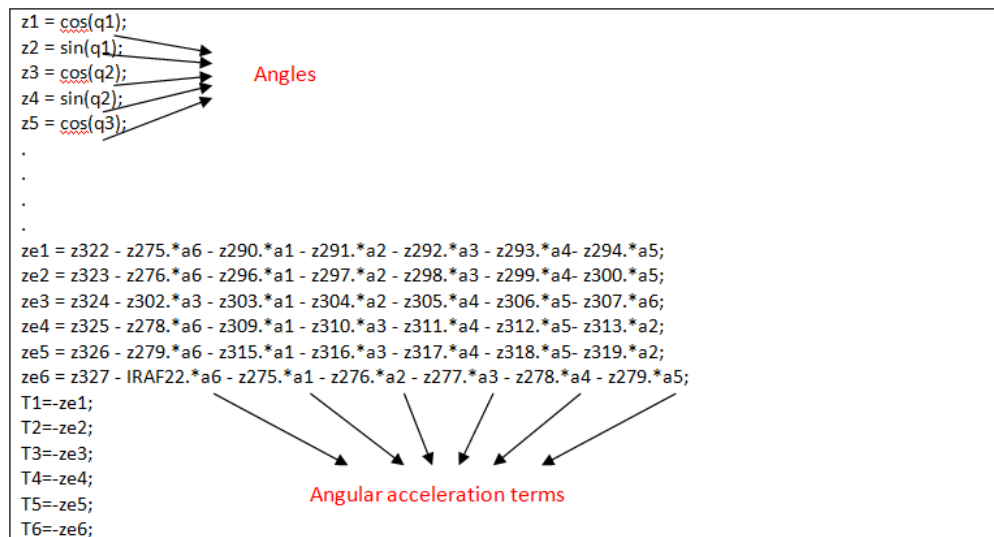 z1 = cos(q1);
z2 = sin(q1);
z3 = cos(q2);
z4 = sin(q2);
z5 = cos(q3);
Angles
.
.
.
.
ze1 = z322 - z275.*a6 - z290.*a1 - z291.*a2 - z292.*a3 - z293.*a4- z294.*a5;
ze2 = z323 - z276.*a6 - z296.*a1 - z297.*a2 - z298.*a3 - z299.*a4- z300.*a5;
ze3 = z324 - z302.*a3 - z303.*a1 - z304.*a2 - z305.*a4 - z306.*a5- z307.*a6;
ze4 = z325 - z278.*a6 - z309.*a1 - z310.*a3 - z311.*a4 - z312.*a5- z313.*a2;
ze5 = z326 - z279.*a6 - z315.*a1 - z316.*a3 - z317.*a4 - z318.*a5- z319.*a2;
ze6 = z327 - IRAF22.*a6 - z275.*a1 - z276.*a2 - z277.*a3 - z278.*a4 - z279.*a5;
T1=-ze1;
T2=-ze2;
T3=-ze3;
T4=-ze4;
T5=-ze5;
T6=-ze6;
Angular acceleration terms